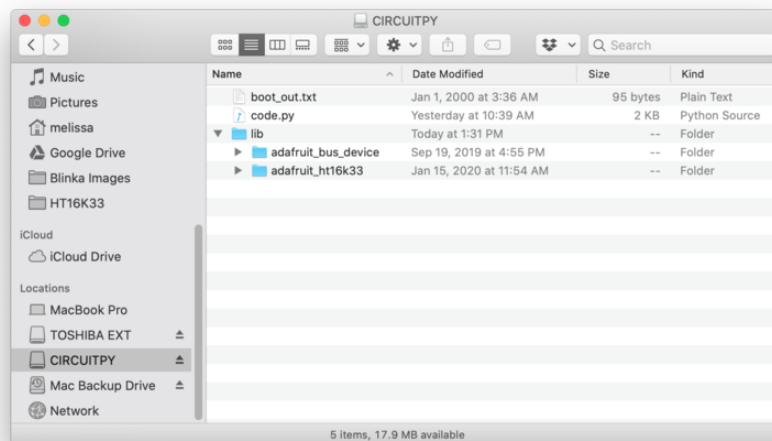 CIRCUITPY
Search
Music
Pictures
melissa
Google Drive
Blinka Images
HT16K33
iCloud
iCloud Drive
Locations
MacBook Pro
TOSHIBA EXT
CIRCUITPY
Mac Backup Drive
Network
Name Date Modified Size Kind
boot_out.txt Jan 1, 2000 at 3:36 AM 95 bytes Plain Text
code.py Yesterday at 10:39 AM 2 KB Python Source
lib Today at 1:31 PM -- Folder
adafruit_bus_device Sep 19, 2019 at 4:55 PM -- Folder
adafruit_ht16k33 Jan 15, 2020 at 11:54 AM -- Folder
5 items, 17.9 MB available